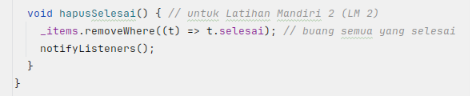 void hapusSelesai() { // untuk Latihan Mandiri 2 (LM 2)
_items.removeWhere((t) => t.selesai); // buang semua yang selesai
notifyListeners();
}
}